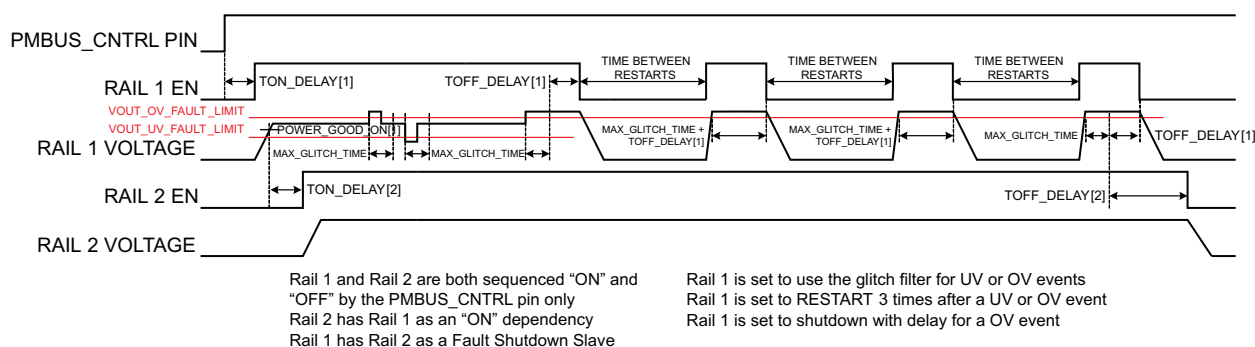 PMBUS_CNTRL PIN
TIME BETWEEN
RESTARTS
TIME BETWEEN
RESTARTS
TIME BETWEEN
RESTARTS
RAIL 1 EN
TON_DELAY[1]
TOFF_DELAY[1]
VOUT_OV_FAULT_LIMIT
VOUT_UV_FAULT_LIMIT
POWER_GOOD_ON[1]
RAIL 1 VOLTAGE
MAX_GLITCH_TIME
MAX_GLITCH_TIME
MAX_GLITCH_TIME +
TOFF_DELAY[1]
MAX_GLITCH_TIME +
TOFF_DELAY[1]
MAX_GLITCH_TIME
TOFF_DELAY[1]
RAIL 2 EN
TON_DELAY[2]
TOFF_DELAY[2]
RAIL 2 VOLTAGE
Rail 1 and Rail 2 are both sequenced “ON” and
“OFF” by the PMBUS_CNTRL pin only
Rail 2 has Rail 1 as an “ON” dependency
Rail 1 has Rail 2 as a Fault Shutdown Slave
Rail 1 is set to use the glitch filter for UV or OV events
Rail 1 is set to RESTART 3 times after a UV or OV event
Rail 1 is set to shutdown with delay for a OV event